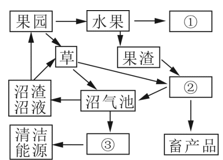 果园
水果
①
草
果渣
沼渣
沼液
沼气池
②
清洁
能源
③
畜产品